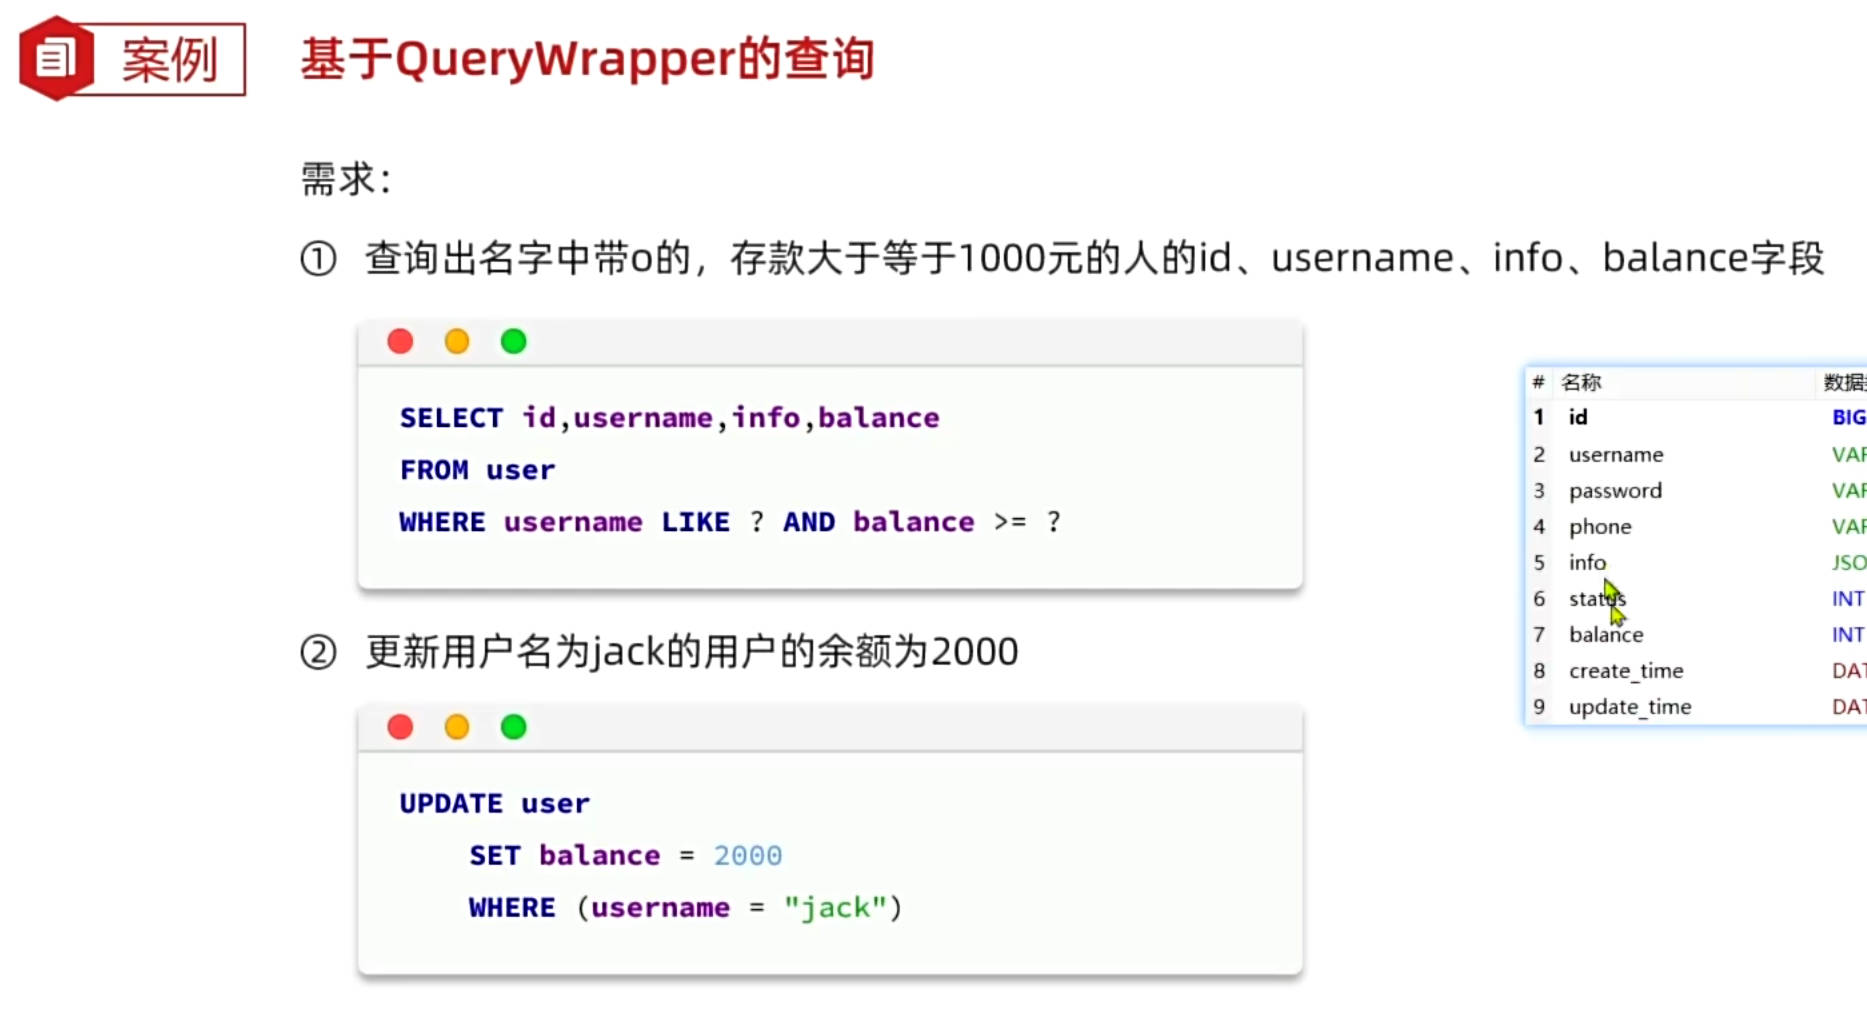 案例
基于QueryWrapper的查询
需求：
① 查询出名字中带o的，存款大于等于1000元的人的id、username、info、balance字段
SELECT id,username,info,balance
FROM user
WHERE username LIKE ? AND balance >= ?
# 名称 数据
1 id BIG
2 username VAR
3 password VAR
4 phone VAR
5 info JSO
6 status INT
7 balance INT
8 create_time DAT
9 update_time DAT
② 更新用户名为jack的用户的余额为2000
UPDATE user
SET balance = 2000
WHERE (username = "jack")